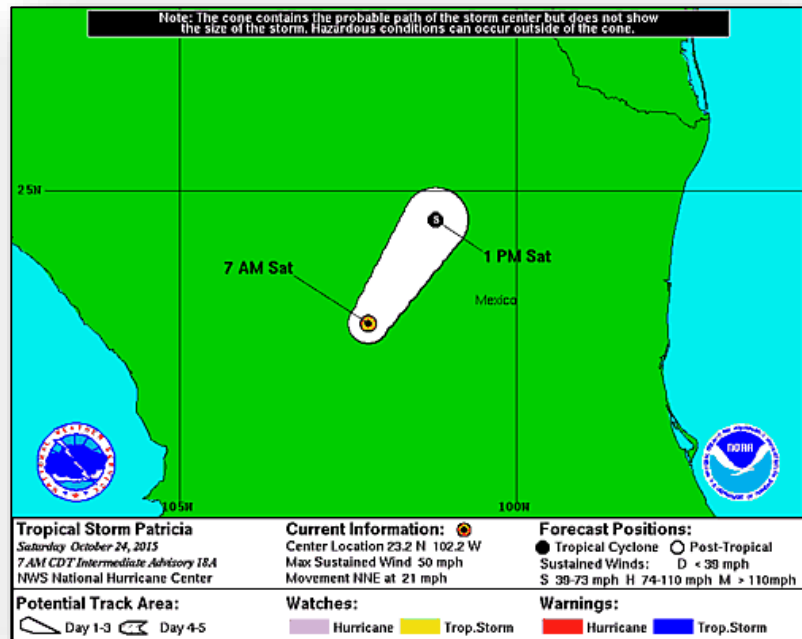 Note: The cone contains the probable path of the storm center but does not show
the size of the storm. Hazardous conditions can occur outside of the cone.
25N
S
1 PM Sat
7 AM Sat
Mexico
NOAA
105W
100W
Tropical Storm Patricia
Saturday October 24, 2015
7 AM CDT Intermediate Advisory 18A
NWS National Hurricane Center
Current Information:
Center Location 23.2 N 102.2 W
Max Sustained Wind 50 mph
Movement NNE at 21 mph
Forecast Positions:
Tropical Cyclone Post-Tropical
Sustained Winds: D < 39 mph
S 39-73 mph H 74-110 mph M > 110mph
Potential Track Area:
Day 1-3 Day 4-5
Watches:
Hurricane Trop.Storm
Warnings:
Hurricane Trop.Storm